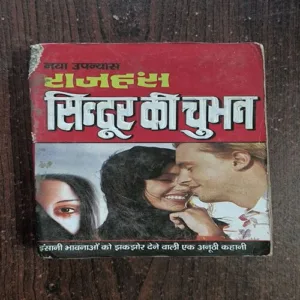 नया उपन्यास
राजहंस
सिन्दूर की चुभन
इंसानी भावनाओं को झकझोर देने वाली एक अनूठी कहानी